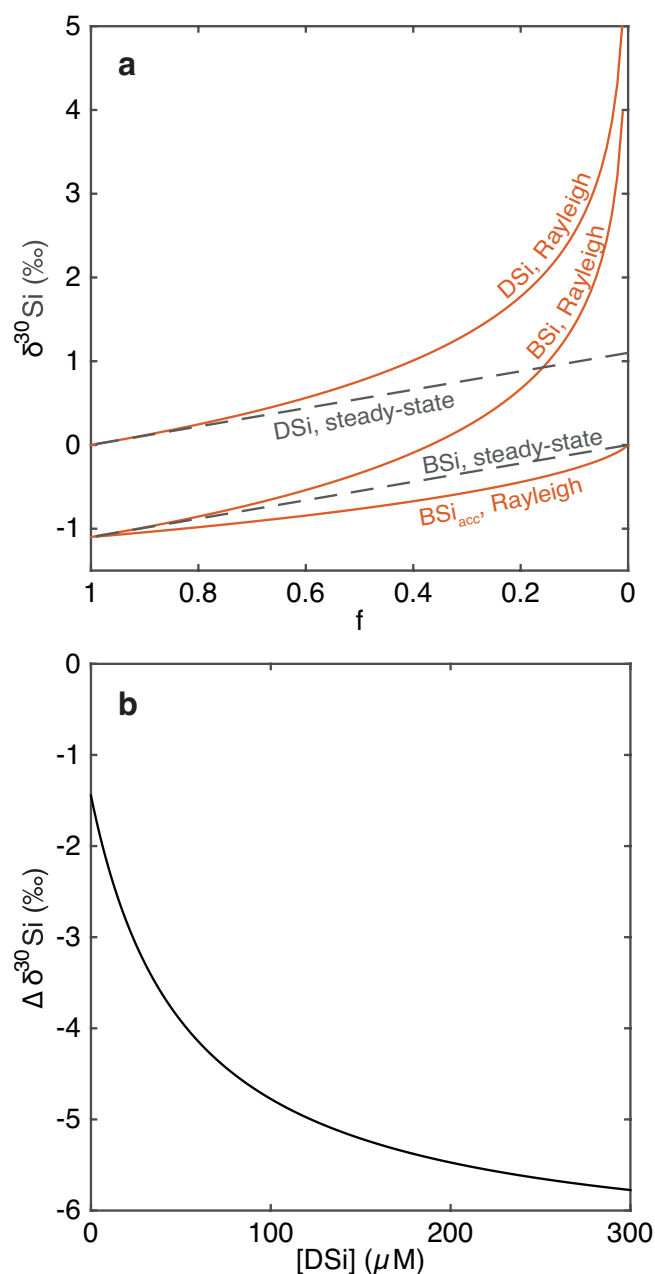 5
a
4
3
DSi, Rayleigh
BSi, Rayleigh
δ³⁰Si (‰)
2
1
DSi, steady-state
BSi, steady-state
0
BSi_acc, Rayleigh
-1
1 0.8 0.6 0.4 0.2 0
f
0
b
-1
-2
Δ δ³⁰Si (‰)
-3
-4
-5
-6
0 100 200 300
[DSi] (μM)